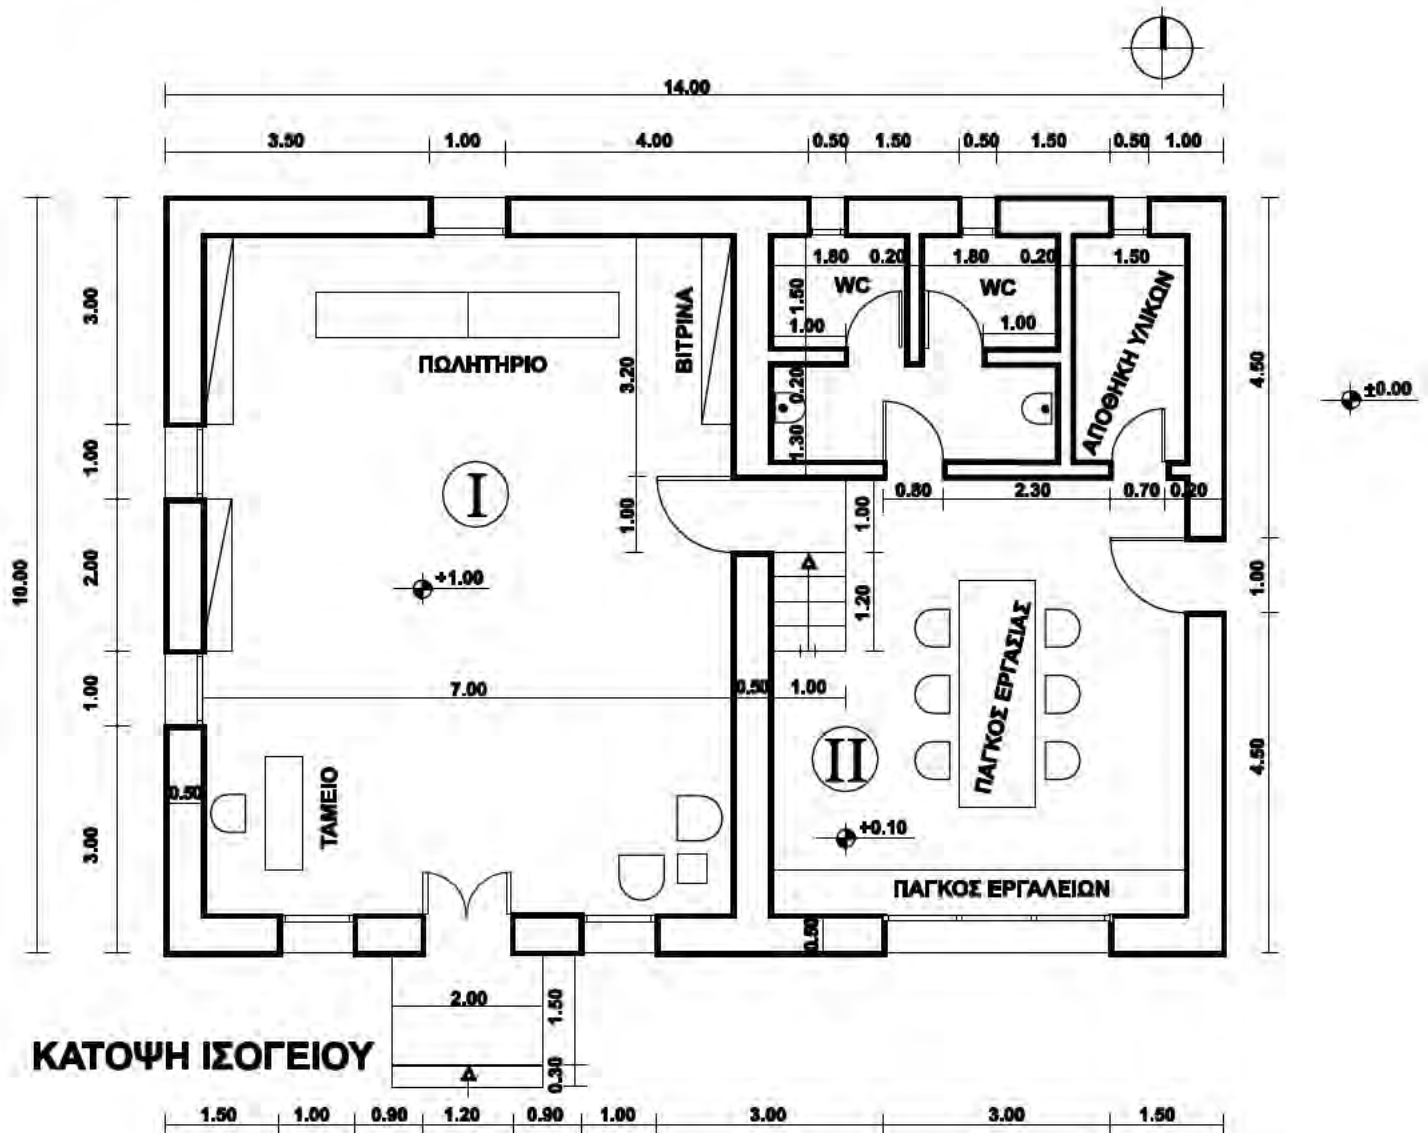 14.00
3.50 1.00 4.00 0.50 1.50 0.50 1.50 0.50 1.00
10.00
3.00
1.00
2.00
1.00
3.00
4.50
1.00
4.50
±0.00
1.80 0.20 1.80 0.20 1.50
WC
WC
1.50
1.00
1.00
0.20
1.30
ΑΠΟΘΗΚΗ ΥΛΙΚΩΝ
ΒΙΤΡΙΝΑ
ΠΩΛΗΤΗΡΙΟ
3.20
1.00
I
+1.00
0.80 2.30 0.70 0.20
1.00
1.20
7.00 0.50 1.00
ΠΑΓΚΟΣ ΕΡΓΑΣΙΑΣ
II
+0.10
0.50
ΤΑΜΕΙΟ
ΠΑΓΚΟΣ ΕΡΓΑΛΕΙΩΝ
0.50
2.00
1.50
0.30
ΚΑΤΟΨΗ ΙΣΟΓΕΙΟΥ
1.50 1.00 0.90 1.20 0.90 1.00 3.00 3.00 1.50